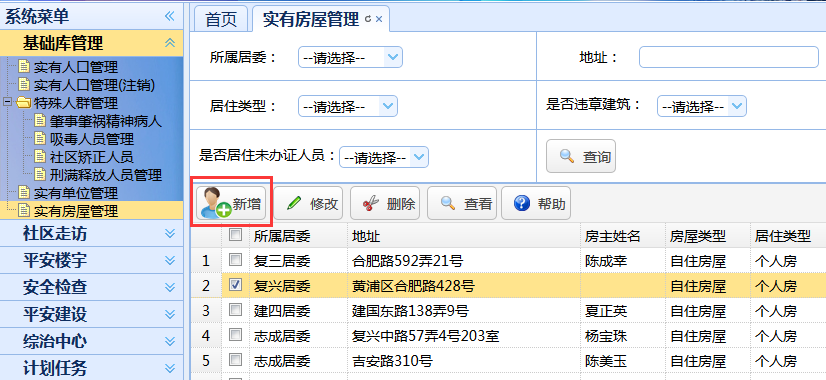 系统菜单
基础库管理
实有人口管理
实有人口管理(注销)
特殊人群管理
肇事肇祸精神病人
吸毒人员管理
社区矫正人员
刑满释放人员管理
实有单位管理
实有房屋管理
社区走访
平安楼宇
安全检查
平安建设
综治中心
计划任务
首页 实有房屋管理
所属居委： --请选择-- 地址：
居住类型： --请选择-- 是否违章建筑： --请选择--
是否居住未办证人员： --请选择-- 查询
新增 修改 删除 查看 帮助
所属居委 地址 房主姓名 房屋类型 居住类型
1 复三居委 合肥路592弄21号 陈成幸 自住房屋 个人房
2 复兴居委 黄浦区合肥路428号 自住房屋 个人房
3 建四居委 建国东路138弄9号 夏正英 自住房屋 个人房
4 志成居委 复兴中路57弄4号203室 杨宝珠 自住房屋 个人房
5 志成居委 吉安路310号 陈美玉 自住房屋 个人房